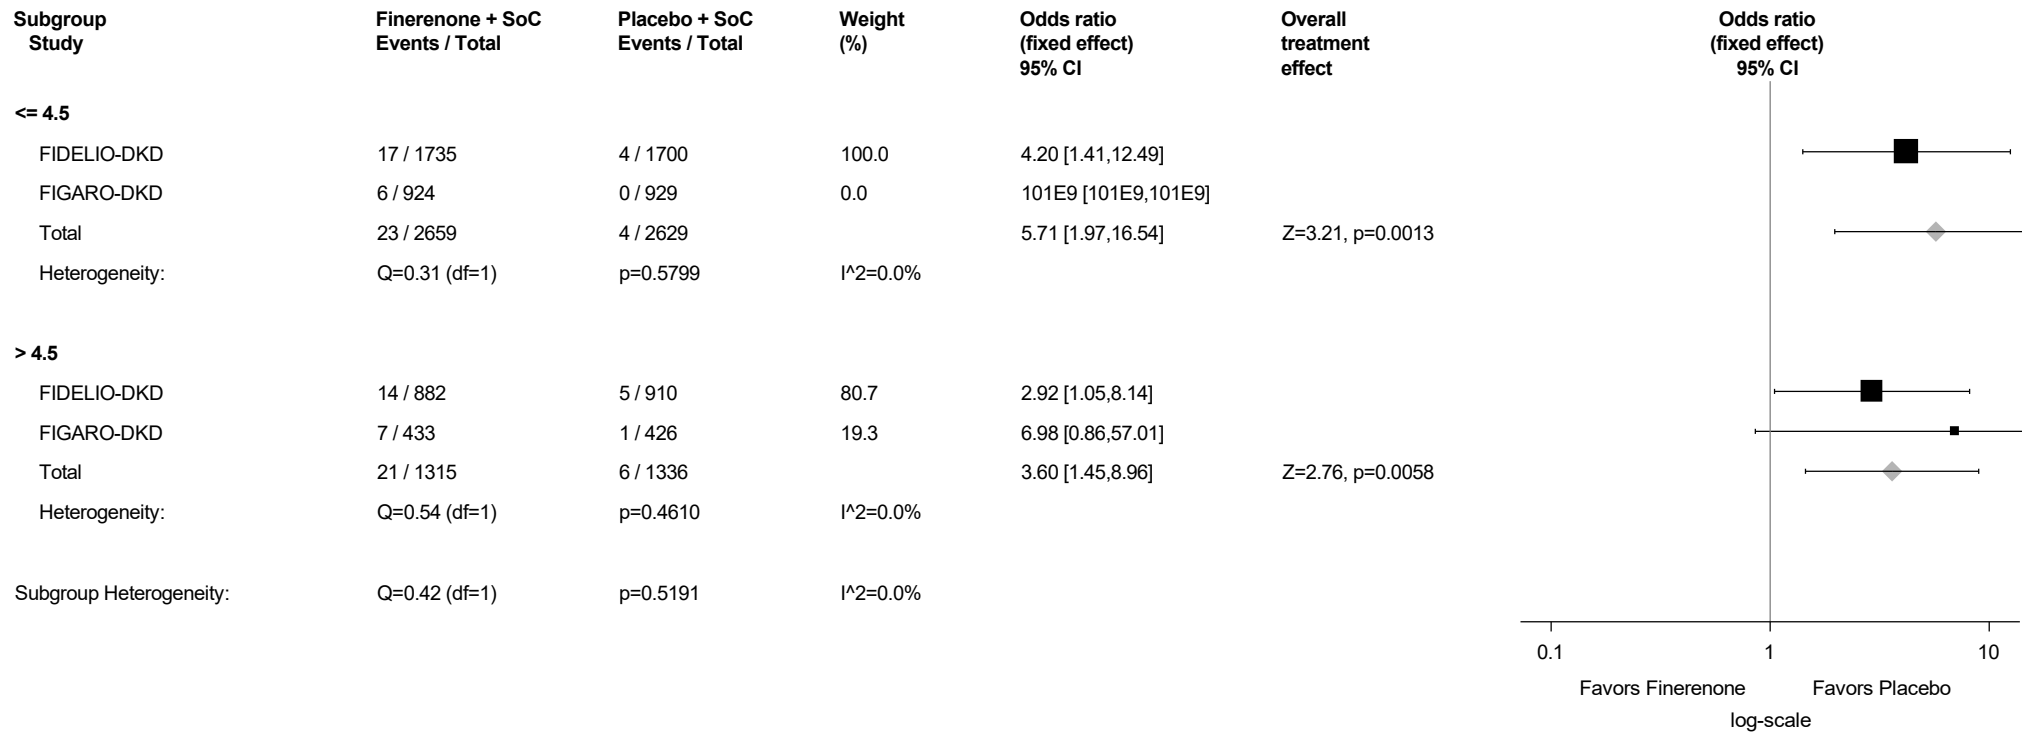 Subgroup Finerenone + SoC Placebo + SoC Weight Odds ratio Overall Odds ratio
Study Events / Total Events / Total (%) (fixed effect) treatment (fixed effect)
95% CI effect 95% CI
<= 4.5
FIDELIO-DKD 17 / 1735 4 / 1700 100.0 4.20 [1.41,12.49]
FIGARO-DKD 6 / 924 0 / 929 0.0 101E9 [101E9,101E9]
Total 23 / 2659 4 / 2629 5.71 [1.97,16.54] Z=3.21, p=0.0013
Heterogeneity: Q=0.31 (df=1) p=0.5799 I^2=0.0%
> 4.5
FIDELIO-DKD 14 / 882 5 / 910 80.7 2.92 [1.05,8.14]
FIGARO-DKD 7 / 433 1 / 426 19.3 6.98 [0.86,57.01]
Total 21 / 1315 6 / 1336 3.60 [1.45,8.96] Z=2.76, p=0.0058
Heterogeneity: Q=0.54 (df=1) p=0.4610 I^2=0.0%
Subgroup Heterogeneity: Q=0.42 (df=1) p=0.5191 I^2=0.0%
0.1 1 10
Favors Finerenone Favors Placebo
log-scale